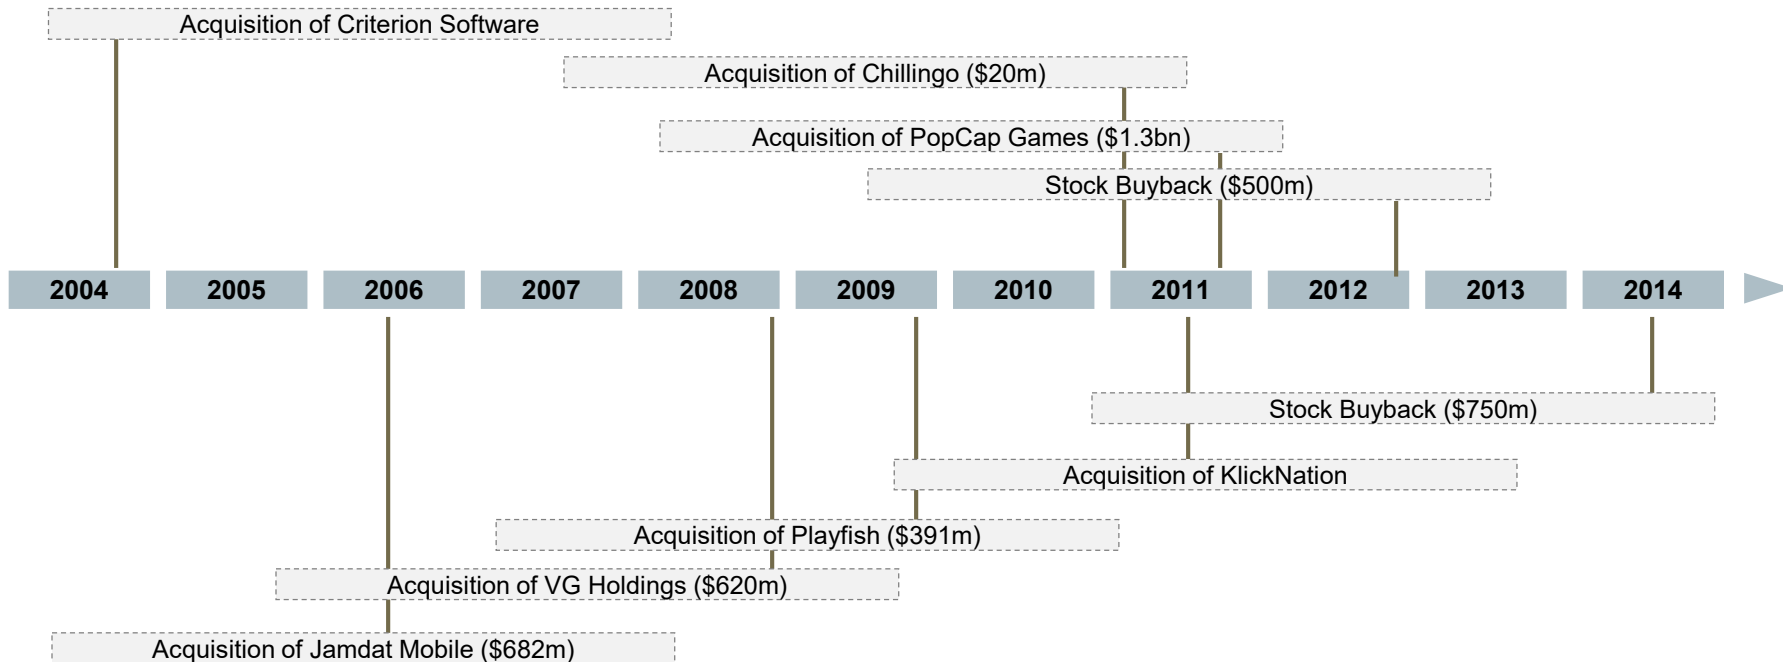 Acquisition of Criterion Software
Acquisition of Chillingo ($20m)
Acquisition of PopCap Games ($1.3bn)
Stock Buyback ($500m)
2004 2005 2006 2007 2008 2009 2010 2011 2012 2013 2014
Stock Buyback ($750m)
Acquisition of KlickNation
Acquisition of Playfish ($391m)
Acquisition of VG Holdings ($620m)
Acquisition of Jamdat Mobile ($682m)